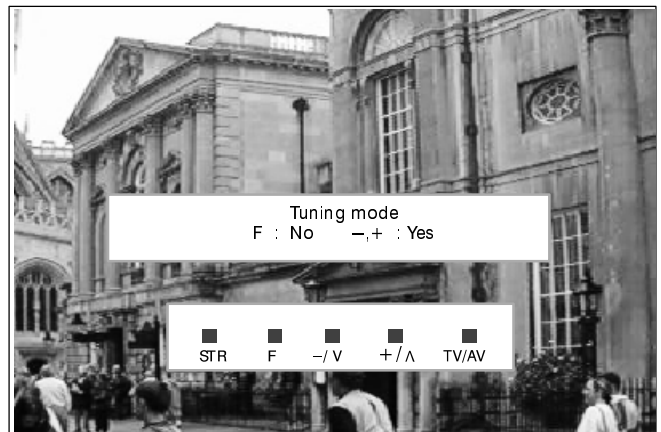 Tuning mode
F : No −,+ : Yes
STR F −/ V +/Λ TV/AV